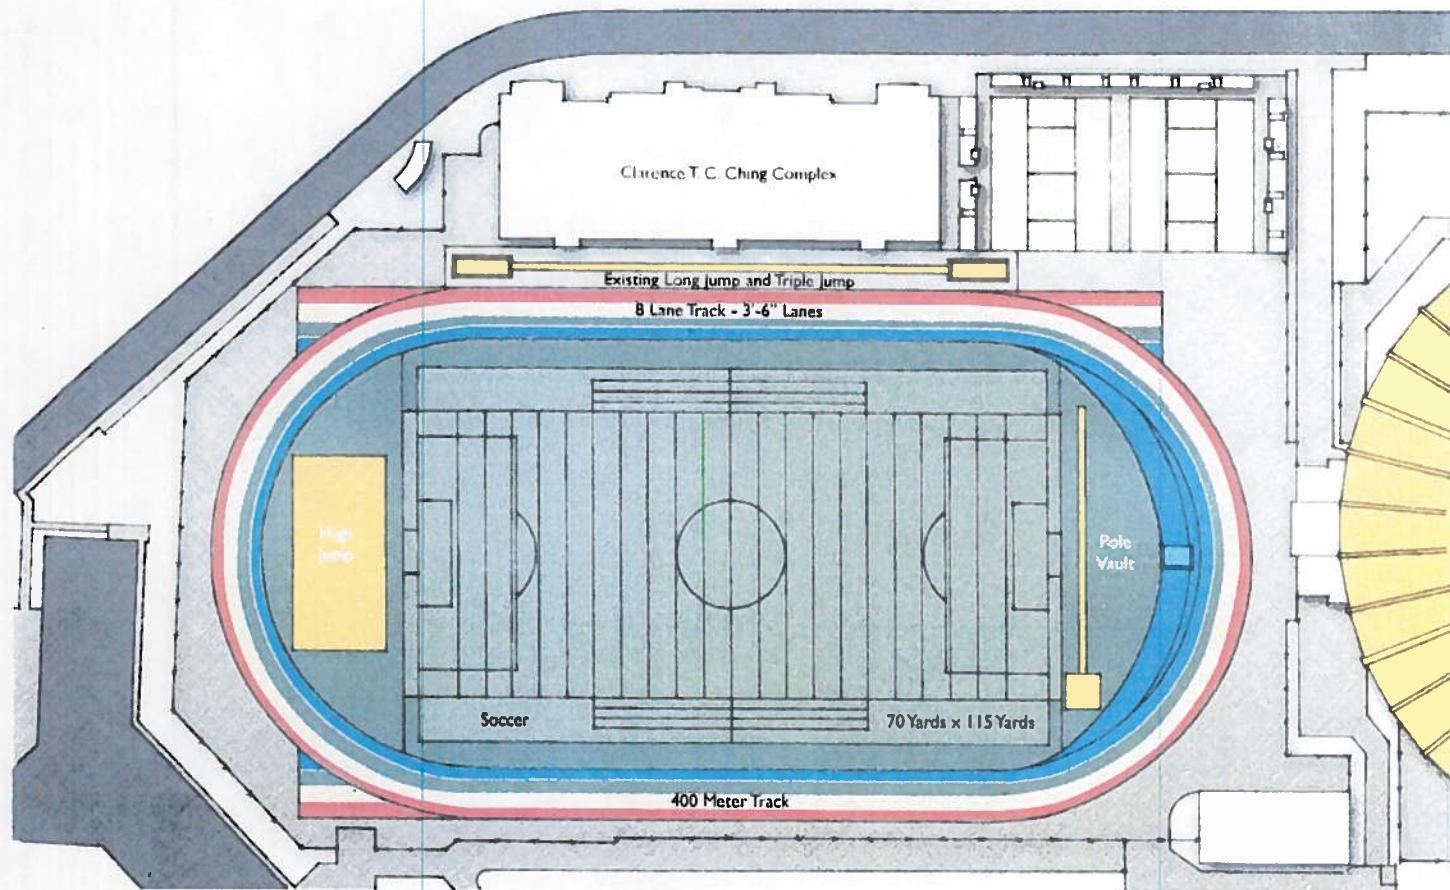 Clarence T. C. Ching Complex
Existing Long Jump and Triple Jump
8 Lane Track - 3'-6" Lanes
High
Jump
Pole
Vault
Soccer
70 Yards x 115 Yards
400 Meter Track